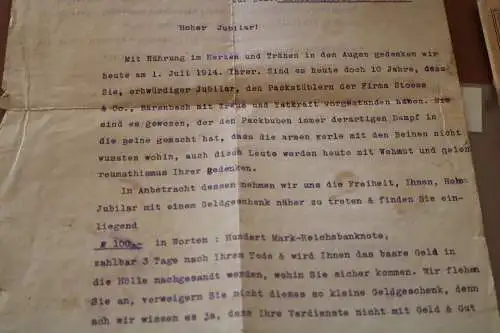 Hoher Jubilar!
Mit Rührung im Herzen und Tränen in den Augen gedenken wir
heute am 1. Juli 1914. Ihrer. Sind es heute doch 10 Jahre, dass
Sie, erhwürdiger Jubilar, den Packstüblern der Firma Stoess
& Co., Bärenbach mit Treue und Tatkraft vorgestanden haben. Sie
sind es gewesen, der den Packbuben immer derartigen Dampf in
die Beine gemacht hat, dass die armen Kerle mit den Beinen nicht
wussten wohin, auch diese Leute werden heute mit Wehmut und
reumathismus Ihrer gedenken.
In Anbetracht dessen nehmen wir uns die Freiheit, Ihnen, Hoher
Jubilar mit einem Geldgeschenk näher zu treten & finden Sie ein-
liegend
100,- in Worten : Hundert Mark-Reichsbanknote,
zahlbar 3 Tage nach Ihrem Tode & wird Ihnen das baare Geld in
die Hölle nachgesandt werden, wohin Sie sicher kommen. Wir flehen
Sie an, verweigern Sie nicht dieses so kleine Geldgeschenk, denn
ach wir wissen es ja, dass Ihre Verdienste nicht mit Geld & Gut